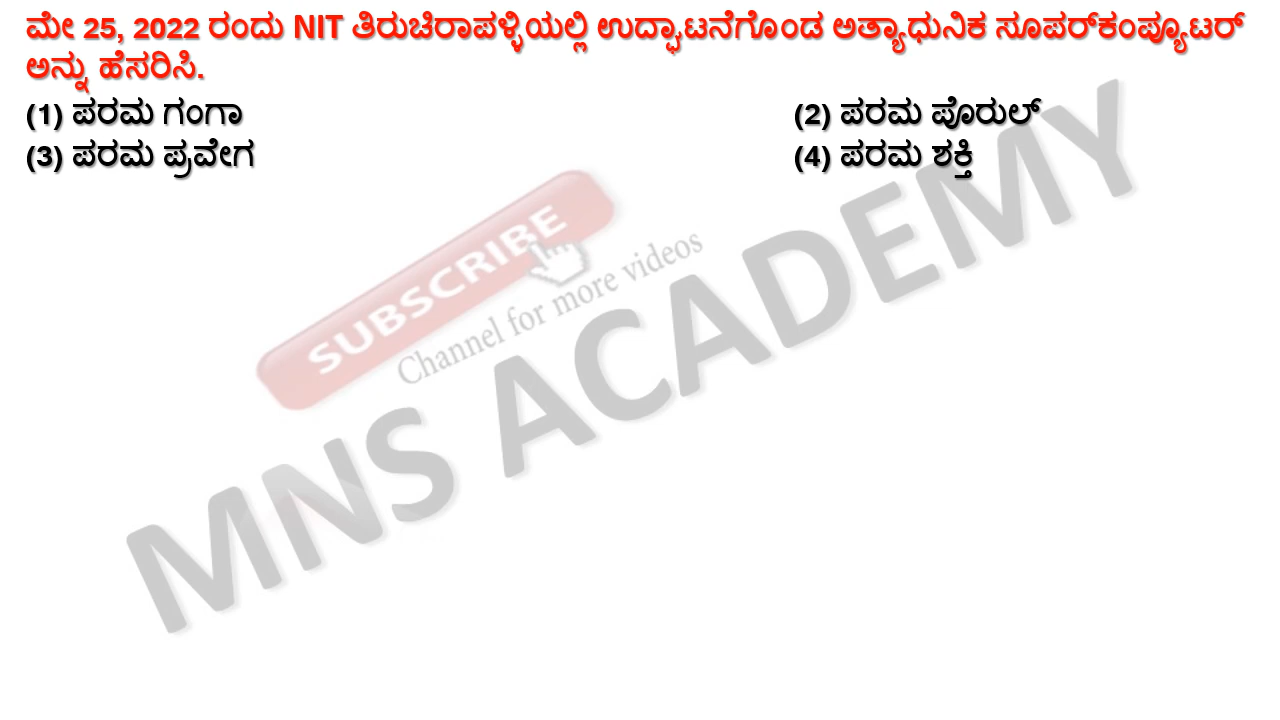 ಮೇ 25, 2022 ರಂದು NIT ತಿರುಚಿರಾಪಳ್ಳಿಯಲ್ಲಿ ಉದ್ಘಾಟನೆಗೊಂಡ ಅತ್ಯಾಧುನಿಕ ಸೂಪರ್‌ಕಂಪ್ಯೂಟರ್
ಅನ್ನು ಹೆಸರಿಸಿ.
(1) ಪರಮ ಗಂಗಾ (2) ಪರಮ ಪೊರುಲ್
(3) ಪರಮ ಪ್ರವೇಗ (4) ಪರಮ ಶಕ್ತಿ
SUBSCRIBE
Channel for more videos
MNS ACADEMY